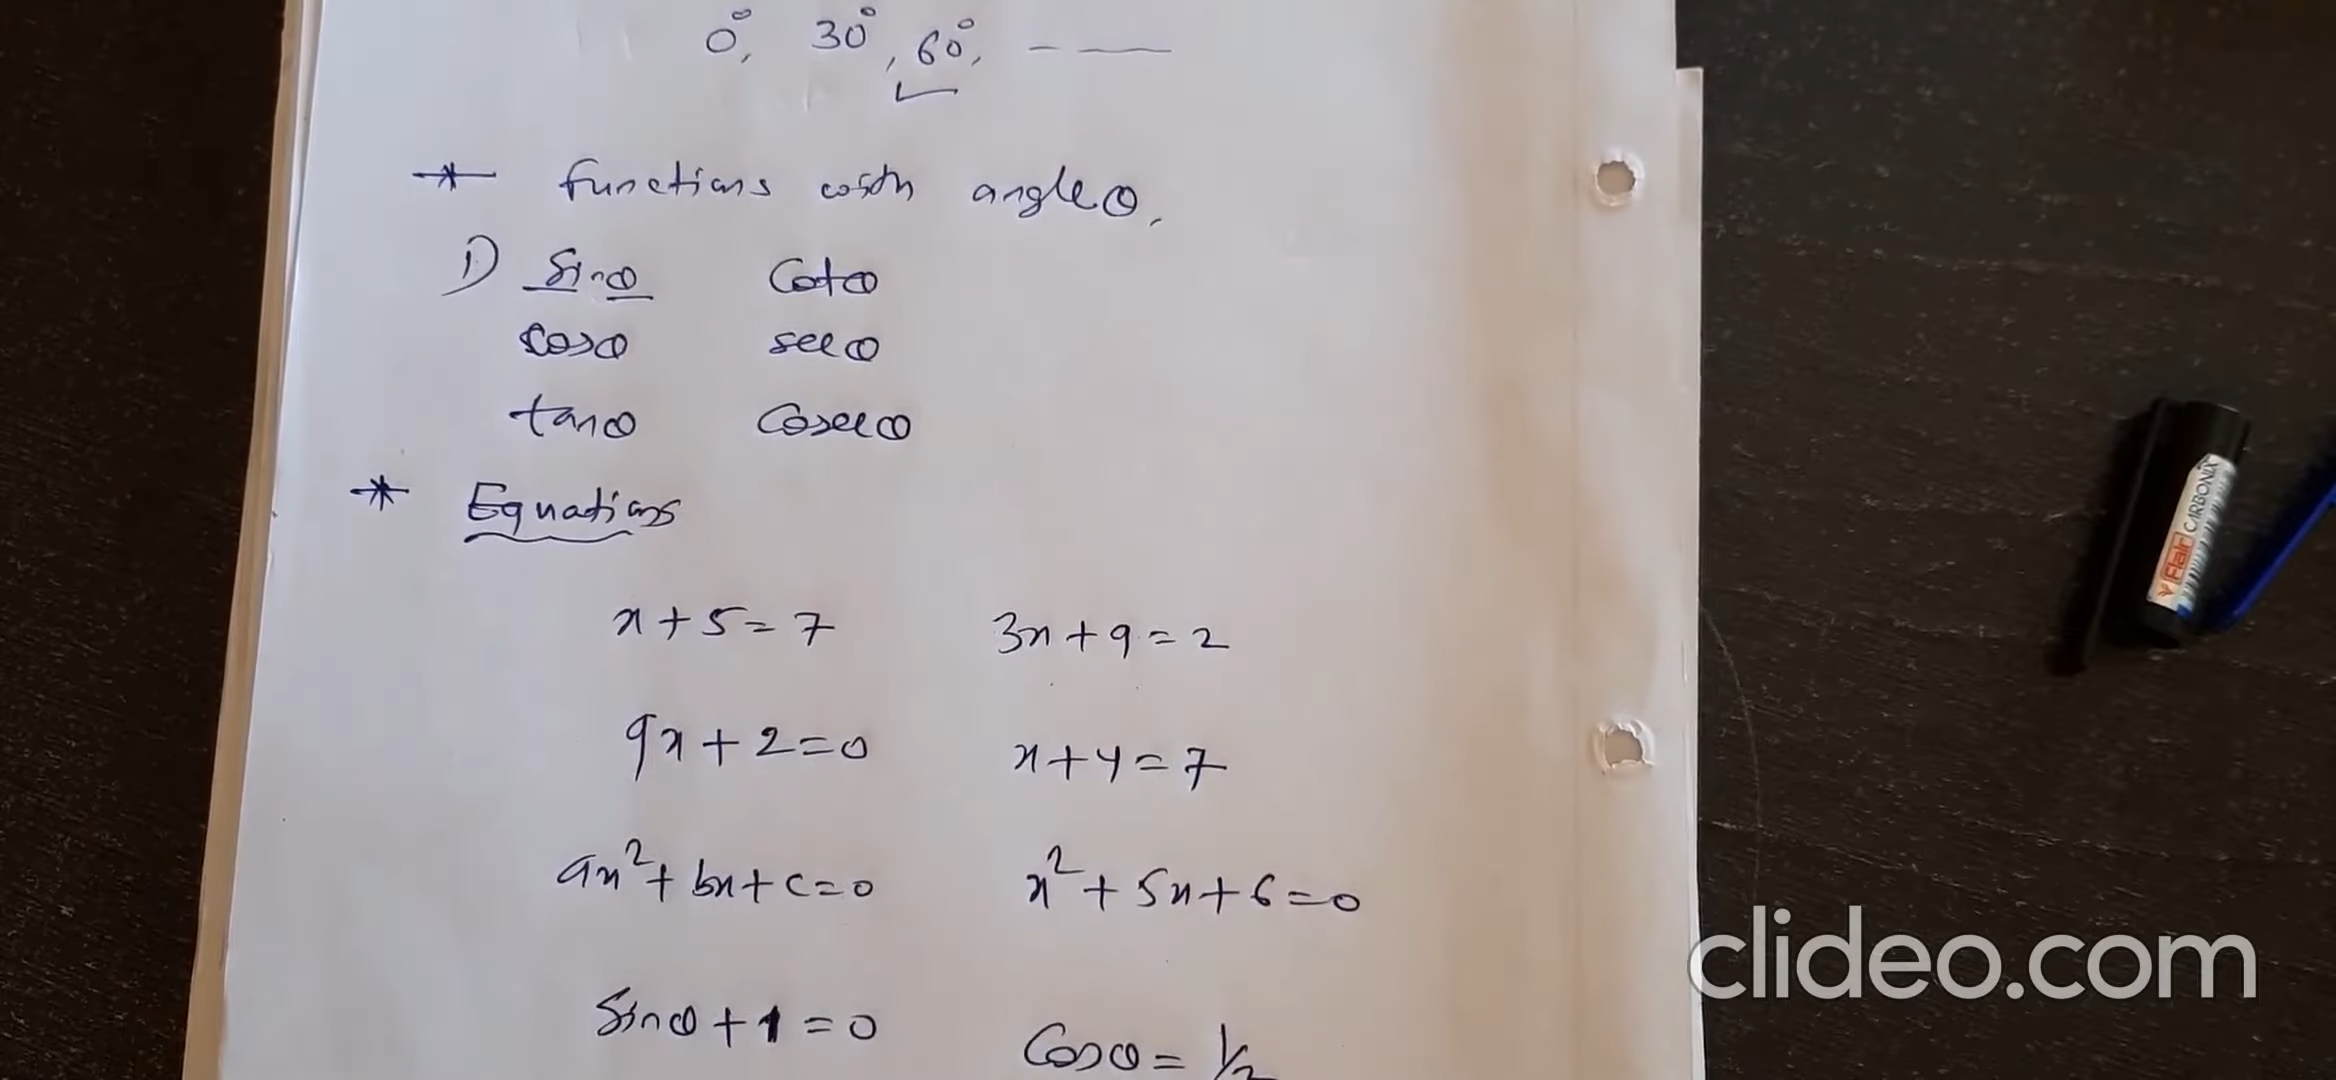 0°, 30°, 60°, — ——
* functions with angle θ.
1) Sinθ Cotθ
Cosθ secθ
tanθ Cosecθ
* Equations
x + 5 = 7 3x + 9 = 2
9x + 2 = 0 x + y = 7
ax² + bx + c = 0 x² + 5x + 6 = 0
Sinθ + 1 = 0 Cosθ = 1/2
Flair CARBONIX
clideo.com